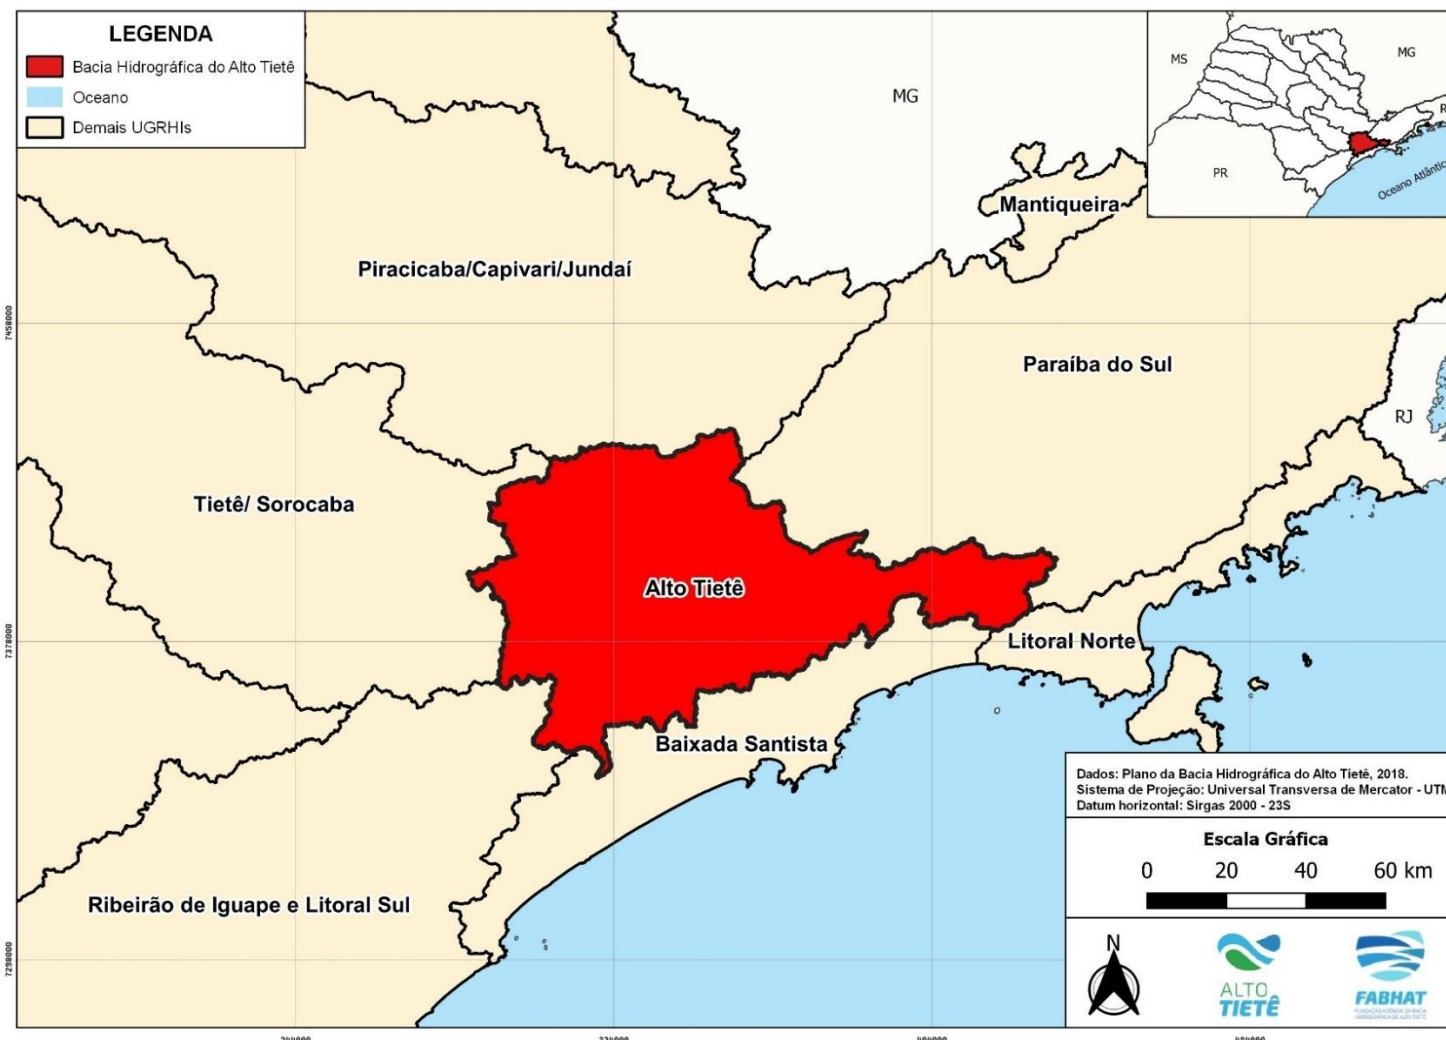 LEGENDA
Bacia Hidrográfica do Alto Tietê
Oceano
Demais UGRHIs
MG
MS
MG
PR
Oceano Atlântico
Mantiqueira
Piracicaba/Capivari/Jundaí
Paraíba do Sul
RJ
Tietê/ Sorocaba
Alto Tietê
Litoral Norte
Baixada Santista
Ribeirão de Iguape e Litoral Sul
7458000
7378000
7298000
Dados: Plano da Bacia Hidrográfica do Alto Tietê, 2018.
Sistema de Projeção: Universal Transversa de Mercator - UTM
Datum horizontal: Sirgas 2000 - 23S
Escala Gráfica
0 20 40 60 km
N
ALTO
TIETÊ
FABHAT